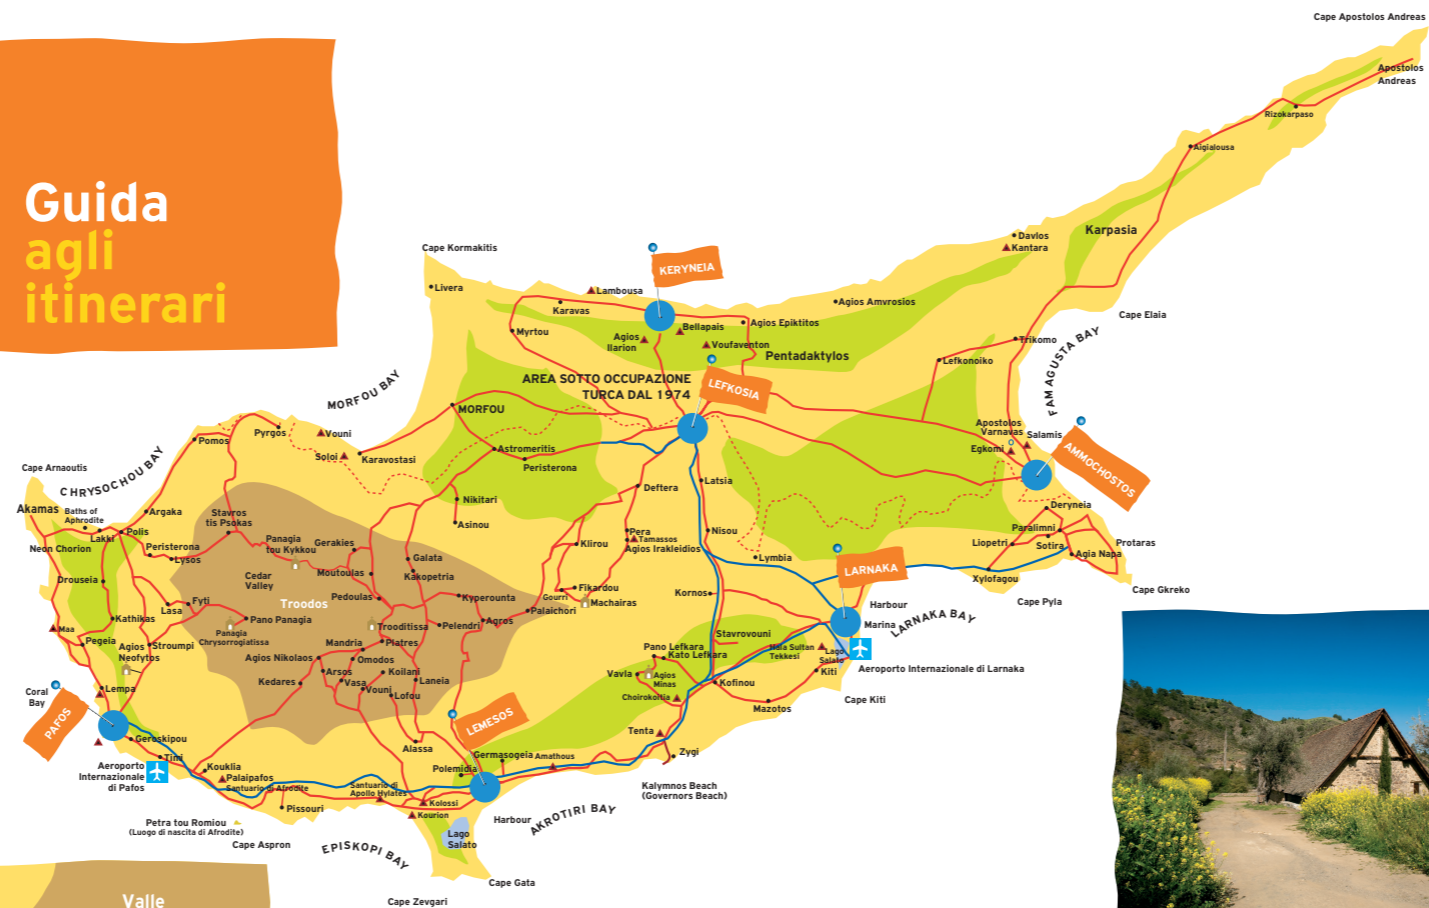 Guida
agli
itinerari
Cape Apostolos Andreas
Apostolos
Andreas
Rizokarpaso
Aigialousa
Karpasia
Davlos
Kantara
Cape Elaia
Cape Kormakitis
Livera
KERYNEIA
Lambousa
Karavas
Myrtou
Agios
Ilarion
Bellapais
Agios Epiktitos
Voufaventon
Pentadaktylos
Agios Amvrosios
Trikomo
Lefkonoiko
FAMAGUSTA BAY
AREA SOTTO OCCUPAZIONE
TURCA DAL 1974
LEFKOSIA
MORFOU BAY
MORFOU
Apostolos
Varnavas
Salamis
Egkomi
AMMOCHOSTOS
Pyrgos
Vouni
Soloi
Karavostasi
Astromeritis
Peristerona
Pomos
CHRYSOCHOU BAY
Cape Arnaoutis
Akamas
Baths of
Aphrodite
Lakki
Polis
Argaka
Neon Chorion
Peristerona
Lysos
Stavros
tis Psokas
Panagia
tou Kykkou
Gerakies
Nikitari
Asinou
Deftera
Latsia
Deryneia
Paralimni
Liopetri
Sotira
Protaras
Agia Napa
Xylofagou
Cape Gkreko
Cape Pyla
Pera
Tamassos
Agios Irakleidios
Nisou
Klirou
Lymbia
LARNAKA
Galata
Kakopetria
Moutoulas
Cedar
Valley
Troodos
Pedoulas
Drouseia
Fyti
Lasa
Kathikas
Pano Panagia
Panagia
Chrysorrogiatissa
Kyperounta
Fikardou
Gourri
Machairas
Palaichori
Kornos
Harbour
Marina
LARNAKA BAY
Maa
Pegeia
Agios
Neofytos
Stroumpi
Trooditissa
Pelendri
Agros
Mandria
Platres
Agios Nikolaos
Omodos
Arsos
Koilani
Kedares
Vasa
Vouni
Laneia
Lofou
Stavrovouni
Pano Lefkara
Kato Lefkara
Hala Sultan
Tekkesi
Lago
Salato
Aeroporto Internazionale di Larnaka
Kiti
Vavla
Agios
Minas
Choirokoitia
Kofinou
Mazotos
Cape Kiti
Coral
Bay
Lempa
PAFOS
Geroskipou
Timi
Aeroporto
Internazionale
di Pafos
Kouklia
Palaipafos
Santuario di Afrodite
Pissouri
Petra tou Romiou
(Luogo di nascita di Afrodite)
Cape Aspron
LEMESOS
Alassa
Germasogeia
Amathous
Polemidia
Santuario di
Apollo Hylates
Kolossi
Kourion
Tenta
Zygi
Kalymnos Beach
(Governors Beach)
Harbour
AKROTIRI BAY
Lago
Salato
EPISKOPI BAY
Cape Gata
Cape Zevgari
Valle